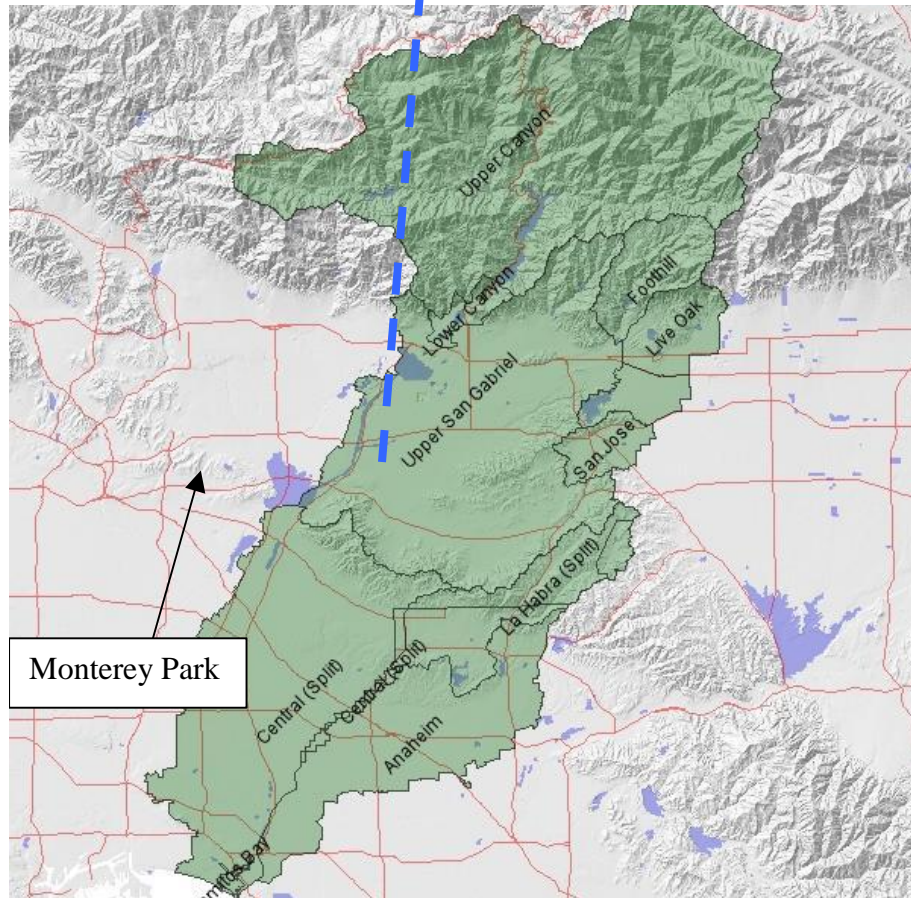 Upper Canyon
Foothill
Lower Canyon
Live Oak
Upper San Gabriel
San Jose
La Habra (Split)
Monterey Park
Central (Split)
Central (Split)
Anaheim
Bay